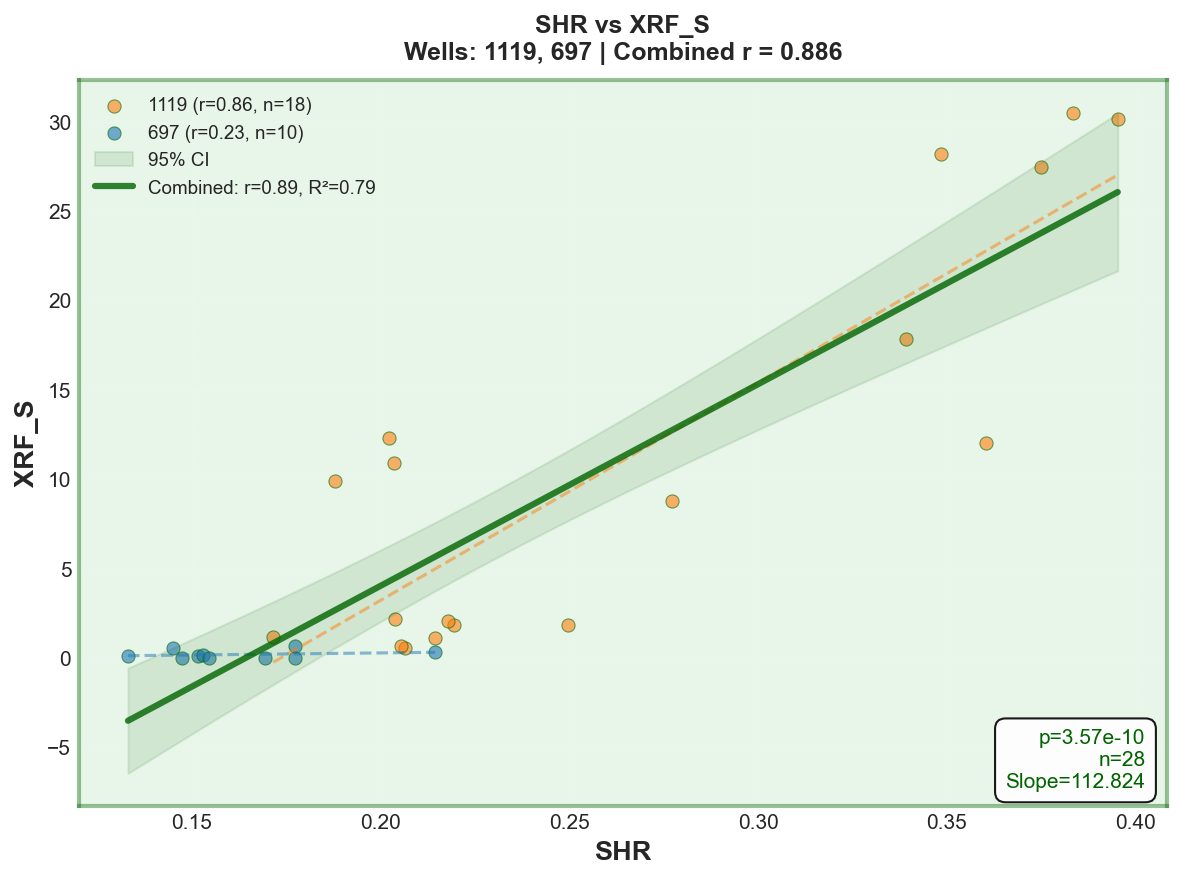 SHR vs XRF_S
Wells: 1119, 697 | Combined r = 0.886
1119 (r=0.86, n=18)
697 (r=0.23, n=10)
95% CI
Combined: r=0.89, R²=0.79
XRF_S
30
25
20
15
10
5
0
−5
p=3.57e-10
n=28
Slope=112.824
0.15
0.20
0.25
0.30
0.35
0.40
SHR